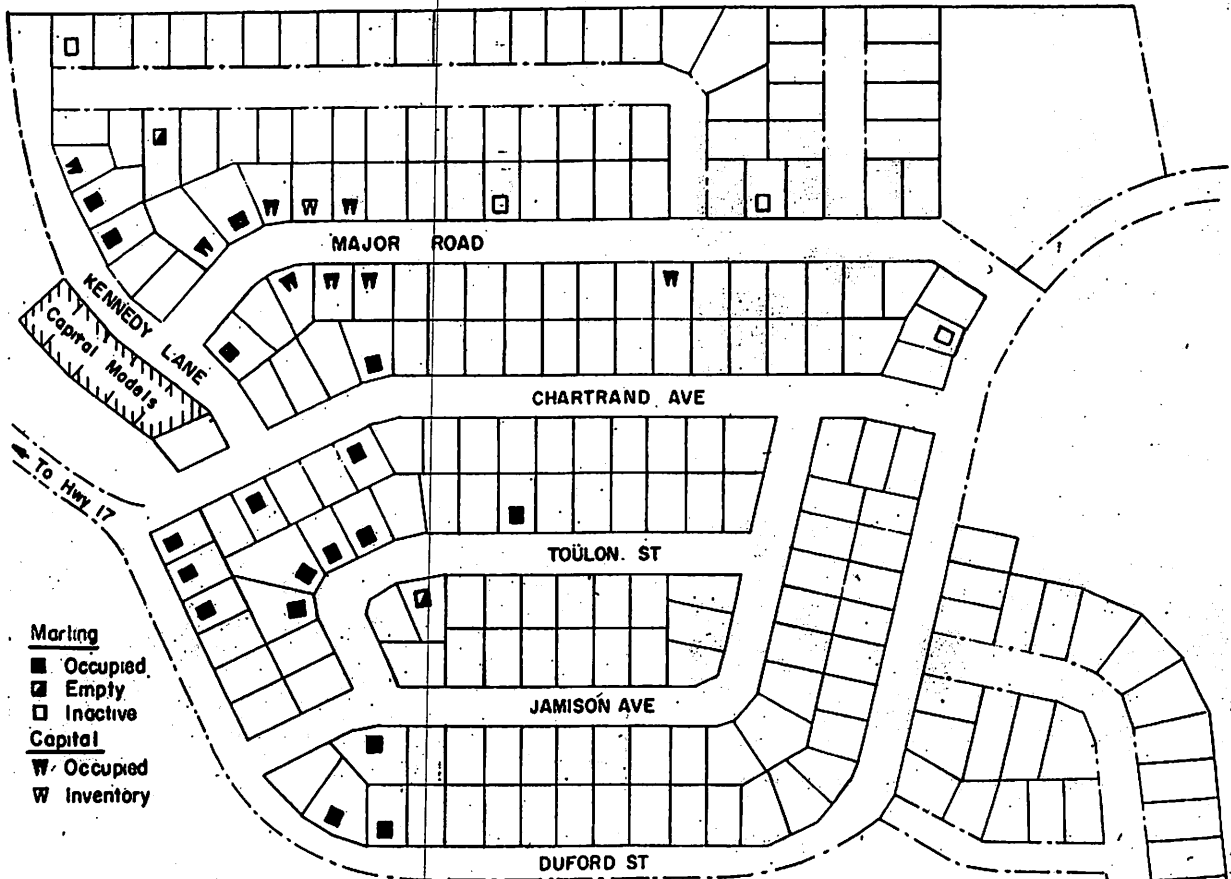 MAJOR ROAD
KENNEDY LANE
Capital Models
CHARTRAND AVE
To Hwy 17
TOULON. ST
JAMISON AVE
DUFORD ST
Marling
Occupied
Empty
Inactive
Capital
Occupied
Inventory